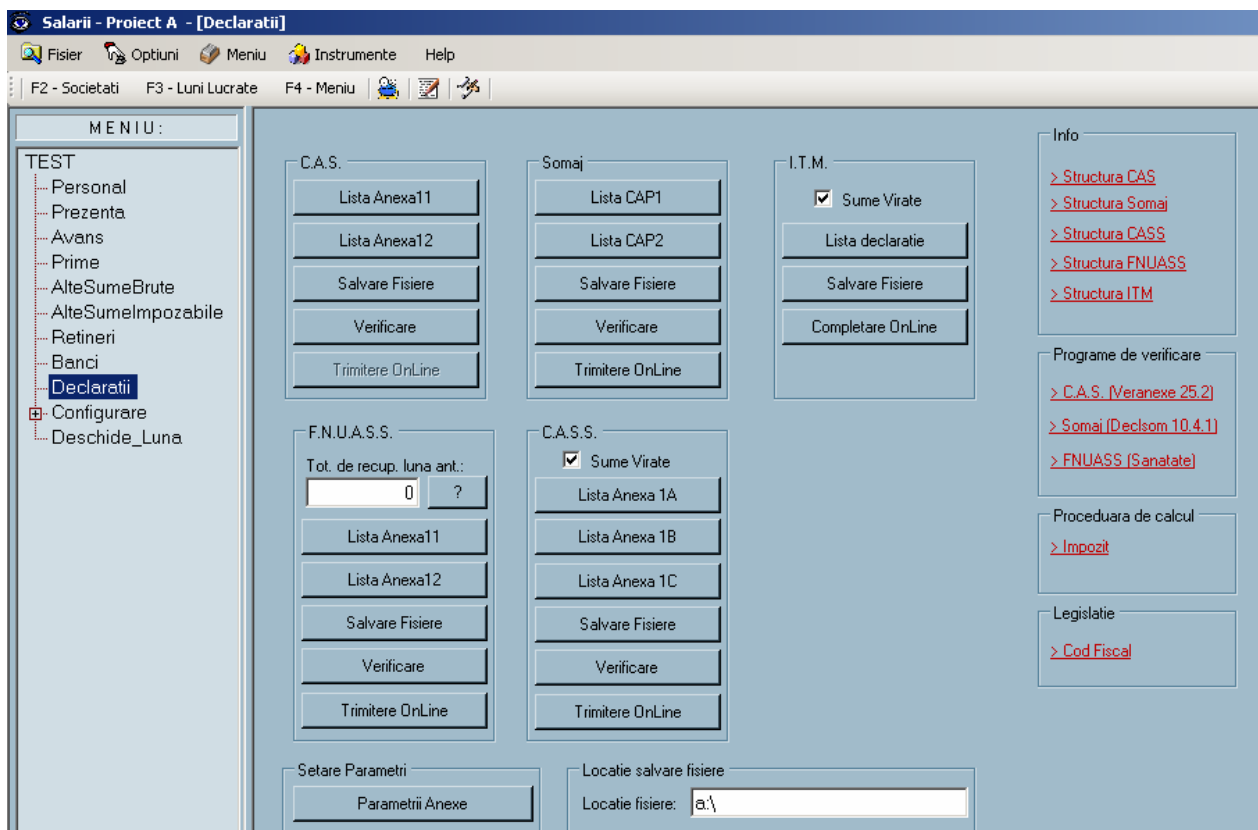 Salarii - Proiect A - [Declaratii]
Fisier Optiuni Meniu Instrumente Help
F2 - Societati F3 - Luni Lucrate F4 - Meniu
MENIU:
TEST
Personal
Prezenta
Avans
Prime
AlteSumeBrute
AlteSumeImpozabile
Retineri
Banci
Declaratii
Configurare
Deschide_Luna
C.A.S.
Lista Anexa11
Lista Anexa12
Salvare Fisiere
Verificare
Trimitere OnLine
Somaj
Lista CAP1
Lista CAP2
Salvare Fisiere
Verificare
Trimitere OnLine
I.T.M.
Sume Virate
Lista declaratie
Salvare Fisiere
Completare OnLine
F.N.U.A.S.S.
Tot. de recup. luna ant.:
0 ?
Lista Anexa11
Lista Anexa12
Salvare Fisiere
Verificare
Trimitere OnLine
C.A.S.S.
Sume Virate
Lista Anexa 1A
Lista Anexa 1B
Lista Anexa 1C
Salvare Fisiere
Verificare
Trimitere OnLine
Setare Parametri
Parametrii Anexe
Locatie salvare fisiere
Locatie fisiere: a:\
Info
> Structura CAS
> Structura Somaj
> Structura CASS
> Structura FNUASS
> Structura ITM
Programe de verificare
> C.A.S. (Veranexe 25.2)
> Somaj (Declsom 10.4.1)
> FNUASS (Sanatate)
Proceduara de calcul
> Impozit
Legislatie
> Cod Fiscal